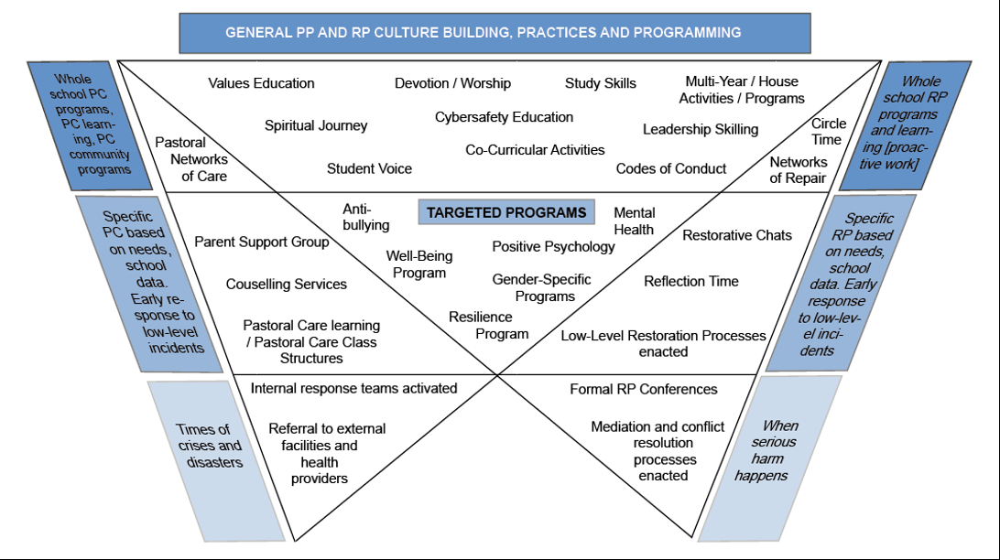 GENERAL PP AND RP CULTURE BUILDING, PRACTICES AND PROGRAMMING
Whole
school PC
programs,
PC learn-
ing, PC
community
programs
Values Education
Devotion / Worship
Study Skills
Multi-Year / House
Activities / Programs
Spiritual Journey
Cybersafety Education
Leadership Skilling
Circle
Time
Pastoral
Networks
of Care
Co-Curricular Activities
Student Voice
Codes of Conduct
Networks
of Repair
Whole
school RP
programs
and learn-
ing [proac-
tive work]
Specific
PC based
on needs,
school
data.
Early re-
sponse to
low-level
incidents
Anti-
bullying
TARGETED PROGRAMS
Mental
Health
Parent Support Group
Well-Being
Program
Positive Psychology
Restorative Chats
Couselling Services
Gender-Specific
Programs
Reflection Time
Resilience
Program
Pastoral Care learning
/ Pastoral Care Class
Structures
Low-Level Restoration Processes
enacted
Specific
RP based
on needs,
school
data. Early
response
to low-lev-
el inci-
dents
Times of
crises and
disasters
Internal response teams activated
Referral to external
facilities and
health
providers
Formal RP Conferences
Mediation and conflict
resolution
processes
enacted
When
serious
harm
happens